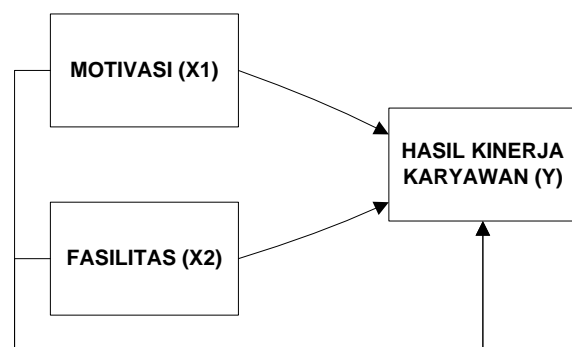 MOTIVASI (X1)
HASIL KINERJA
KARYAWAN (Y)
FASILITAS (X2)